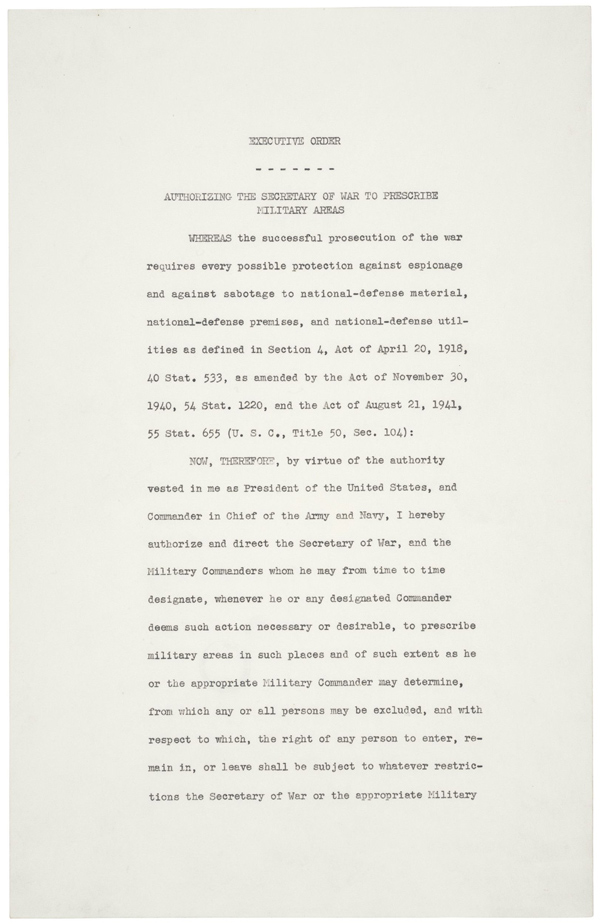 EXECUTIVE ORDER
- - - - - - -
AUTHORIZING THE SECRETARY OF WAR TO PRESCRIBE
MILITARY AREAS
WHEREAS the successful prosecution of the war
requires every possible protection against espionage
and against sabotage to national-defense material,
national-defense premises, and national-defense util-
ities as defined in Section 4, Act of April 20, 1918,
40 Stat. 533, as amended by the Act of November 30,
1940, 54 Stat. 1220, and the Act of August 21, 1941,
55 Stat. 655 (U. S. C., Title 50, Sec. 104):
NOW, THEREFORE, by virtue of the authority
vested in me as President of the United States, and
Commander in Chief of the Army and Navy, I hereby
authorize and direct the Secretary of War, and the
Military Commanders whom he may from time to time
designate, whenever he or any designated Commander
deems such action necessary or desirable, to prescribe
military areas in such places and of such extent as he
or the appropriate Military Commander may determine,
from which any or all persons may be excluded, and with
respect to which, the right of any person to enter, re-
main in, or leave shall be subject to whatever restric-
tions the Secretary of War or the appropriate Military